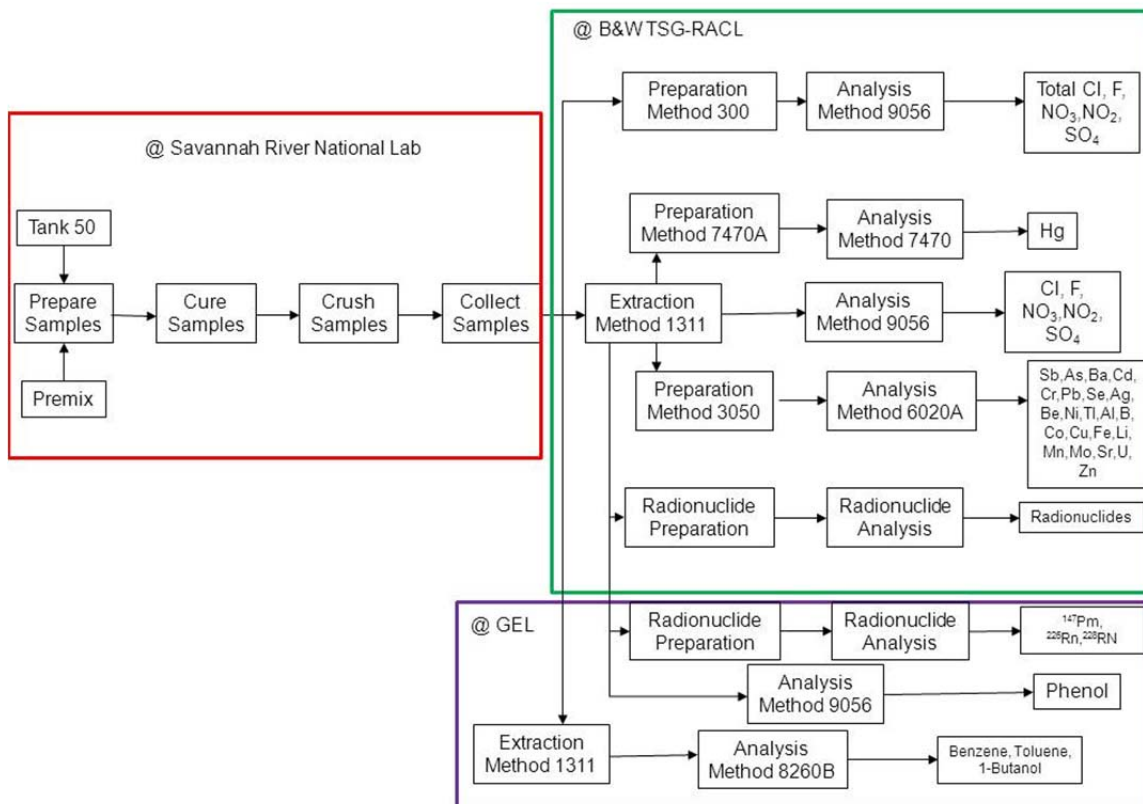 @ B&W TSG-RACL
Preparation
Method 300
Analysis
Method 9056
Total Cl, F,
NO₃,NO₂,
SO₄
@ Savannah River National Lab
Tank 50
Prepare
Samples
Cure
Samples
Crush
Samples
Collect
Samples
Premix
Preparation
Method 7470A
Analysis
Method 7470
Hg
Extraction
Method 1311
Analysis
Method 9056
Cl, F,
NO₃,NO₂,
SO₄
Preparation
Method 3050
Analysis
Method 6020A
Sb,As,Ba,Cd,
Cr,Pb,Se,Ag,
Be,Ni,Tl,Al,B,
Co,Cu,Fe,Li,
Mn,Mo,Sr,U,
Zn
Radionuclide
Preparation
Radionuclide
Analysis
Radionuclides
@ GEL
Radionuclide
Preparation
Radionuclide
Analysis
¹⁴⁷Pm,
²²⁶Rn,²²⁸RN
Analysis
Method 9056
Phenol
Extraction
Method 1311
Analysis
Method 8260B
Benzene, Toluene,
1-Butanol